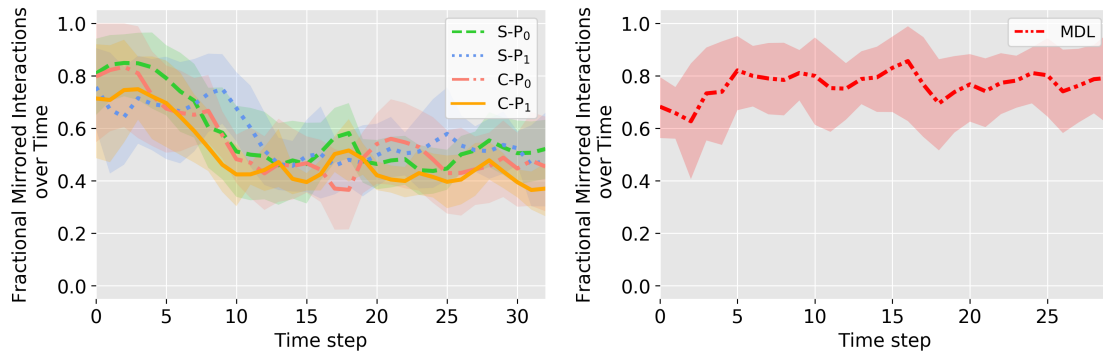 Fractional Mirrored Interactions
over Time
1.0
0.8
0.6
0.4
0.2
0.0
0 5 10 15 20 25 30
Time step
S-P₀
S-P₁
C-P₀
C-P₁
Fractional Mirrored Interactions
over Time
1.0
0.8
0.6
0.4
0.2
0.0
0 5 10 15 20 25
Time step
MDL